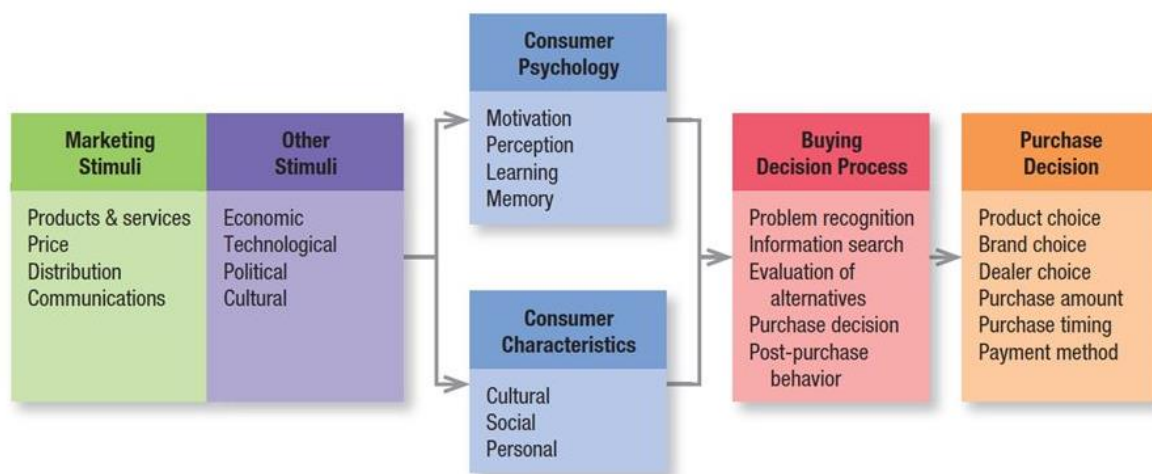 Marketing
Stimuli
Products & services
Price
Distribution
Communications
Other
Stimuli
Economic
Technological
Political
Cultural
Consumer
Psychology
Motivation
Perception
Learning
Memory
Consumer
Characteristics
Cultural
Social
Personal
Buying
Decision Process
Problem recognition
Information search
Evaluation of
alternatives
Purchase decision
Post-purchase
behavior
Purchase
Decision
Product choice
Brand choice
Dealer choice
Purchase amount
Purchase timing
Payment method